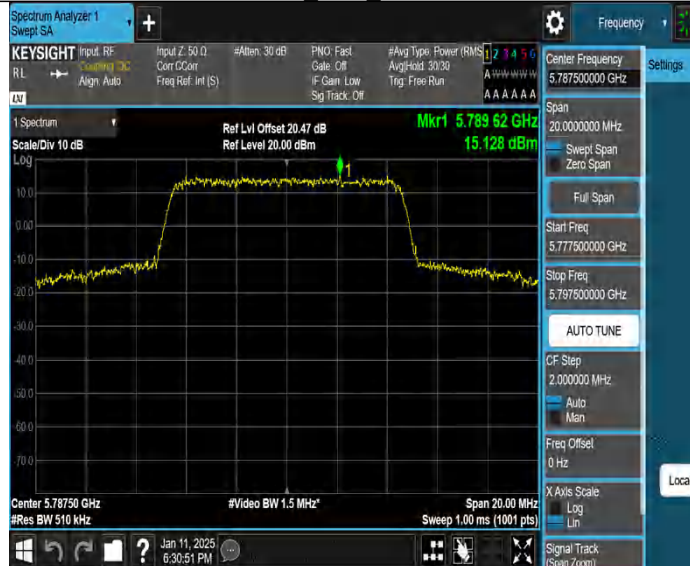 Spectrum Analyzer 1
Swept SA
+
Frequency
KEYSIGHT
RL
Input: RF
Coupling: DC
Align: Auto
Input Z: 50 Ω
Corr CCorr
Freq Ref: Int (S)
#Atten: 30 dB
PNO: Fast
Gate: Off
IF Gain: Low
Sig Track: Off
#Avg Type: Power (RMS
Avg|Hold: 30/30
Trig: Free Run
1 2 3 4 5 6
A W W W W W
A A A A A A
LXI
1 Spectrum
Scale/Div 10 dB
Log
Ref Lvl Offset 20.47 dB
Ref Level 20.00 dBm
Mkr1 5.789 62 GHz
15.128 dBm
1
10.0
0.00
-10.0
-20.0
-30.0
-40.0
-50.0
-60.0
-70.0
Center 5.78750 GHz
#Res BW 510 kHz
#Video BW 1.5 MHz*
Span 20.00 MHz
Sweep 1.00 ms (1001 pts)
?
Jan 11, 2025
6:30:51 PM
Center Frequency
5.787500000 GHz
Settings
Span
20.0000000 MHz
Swept Span
Zero Span
Full Span
Start Freq
5.777500000 GHz
Stop Freq
5.797500000 GHz
AUTO TUNE
CF Step
2.000000 MHz
Auto
Man
Freq Offset
0 Hz
X Axis Scale
Log
Lin
Loca
Signal Track
(Span Zoom)